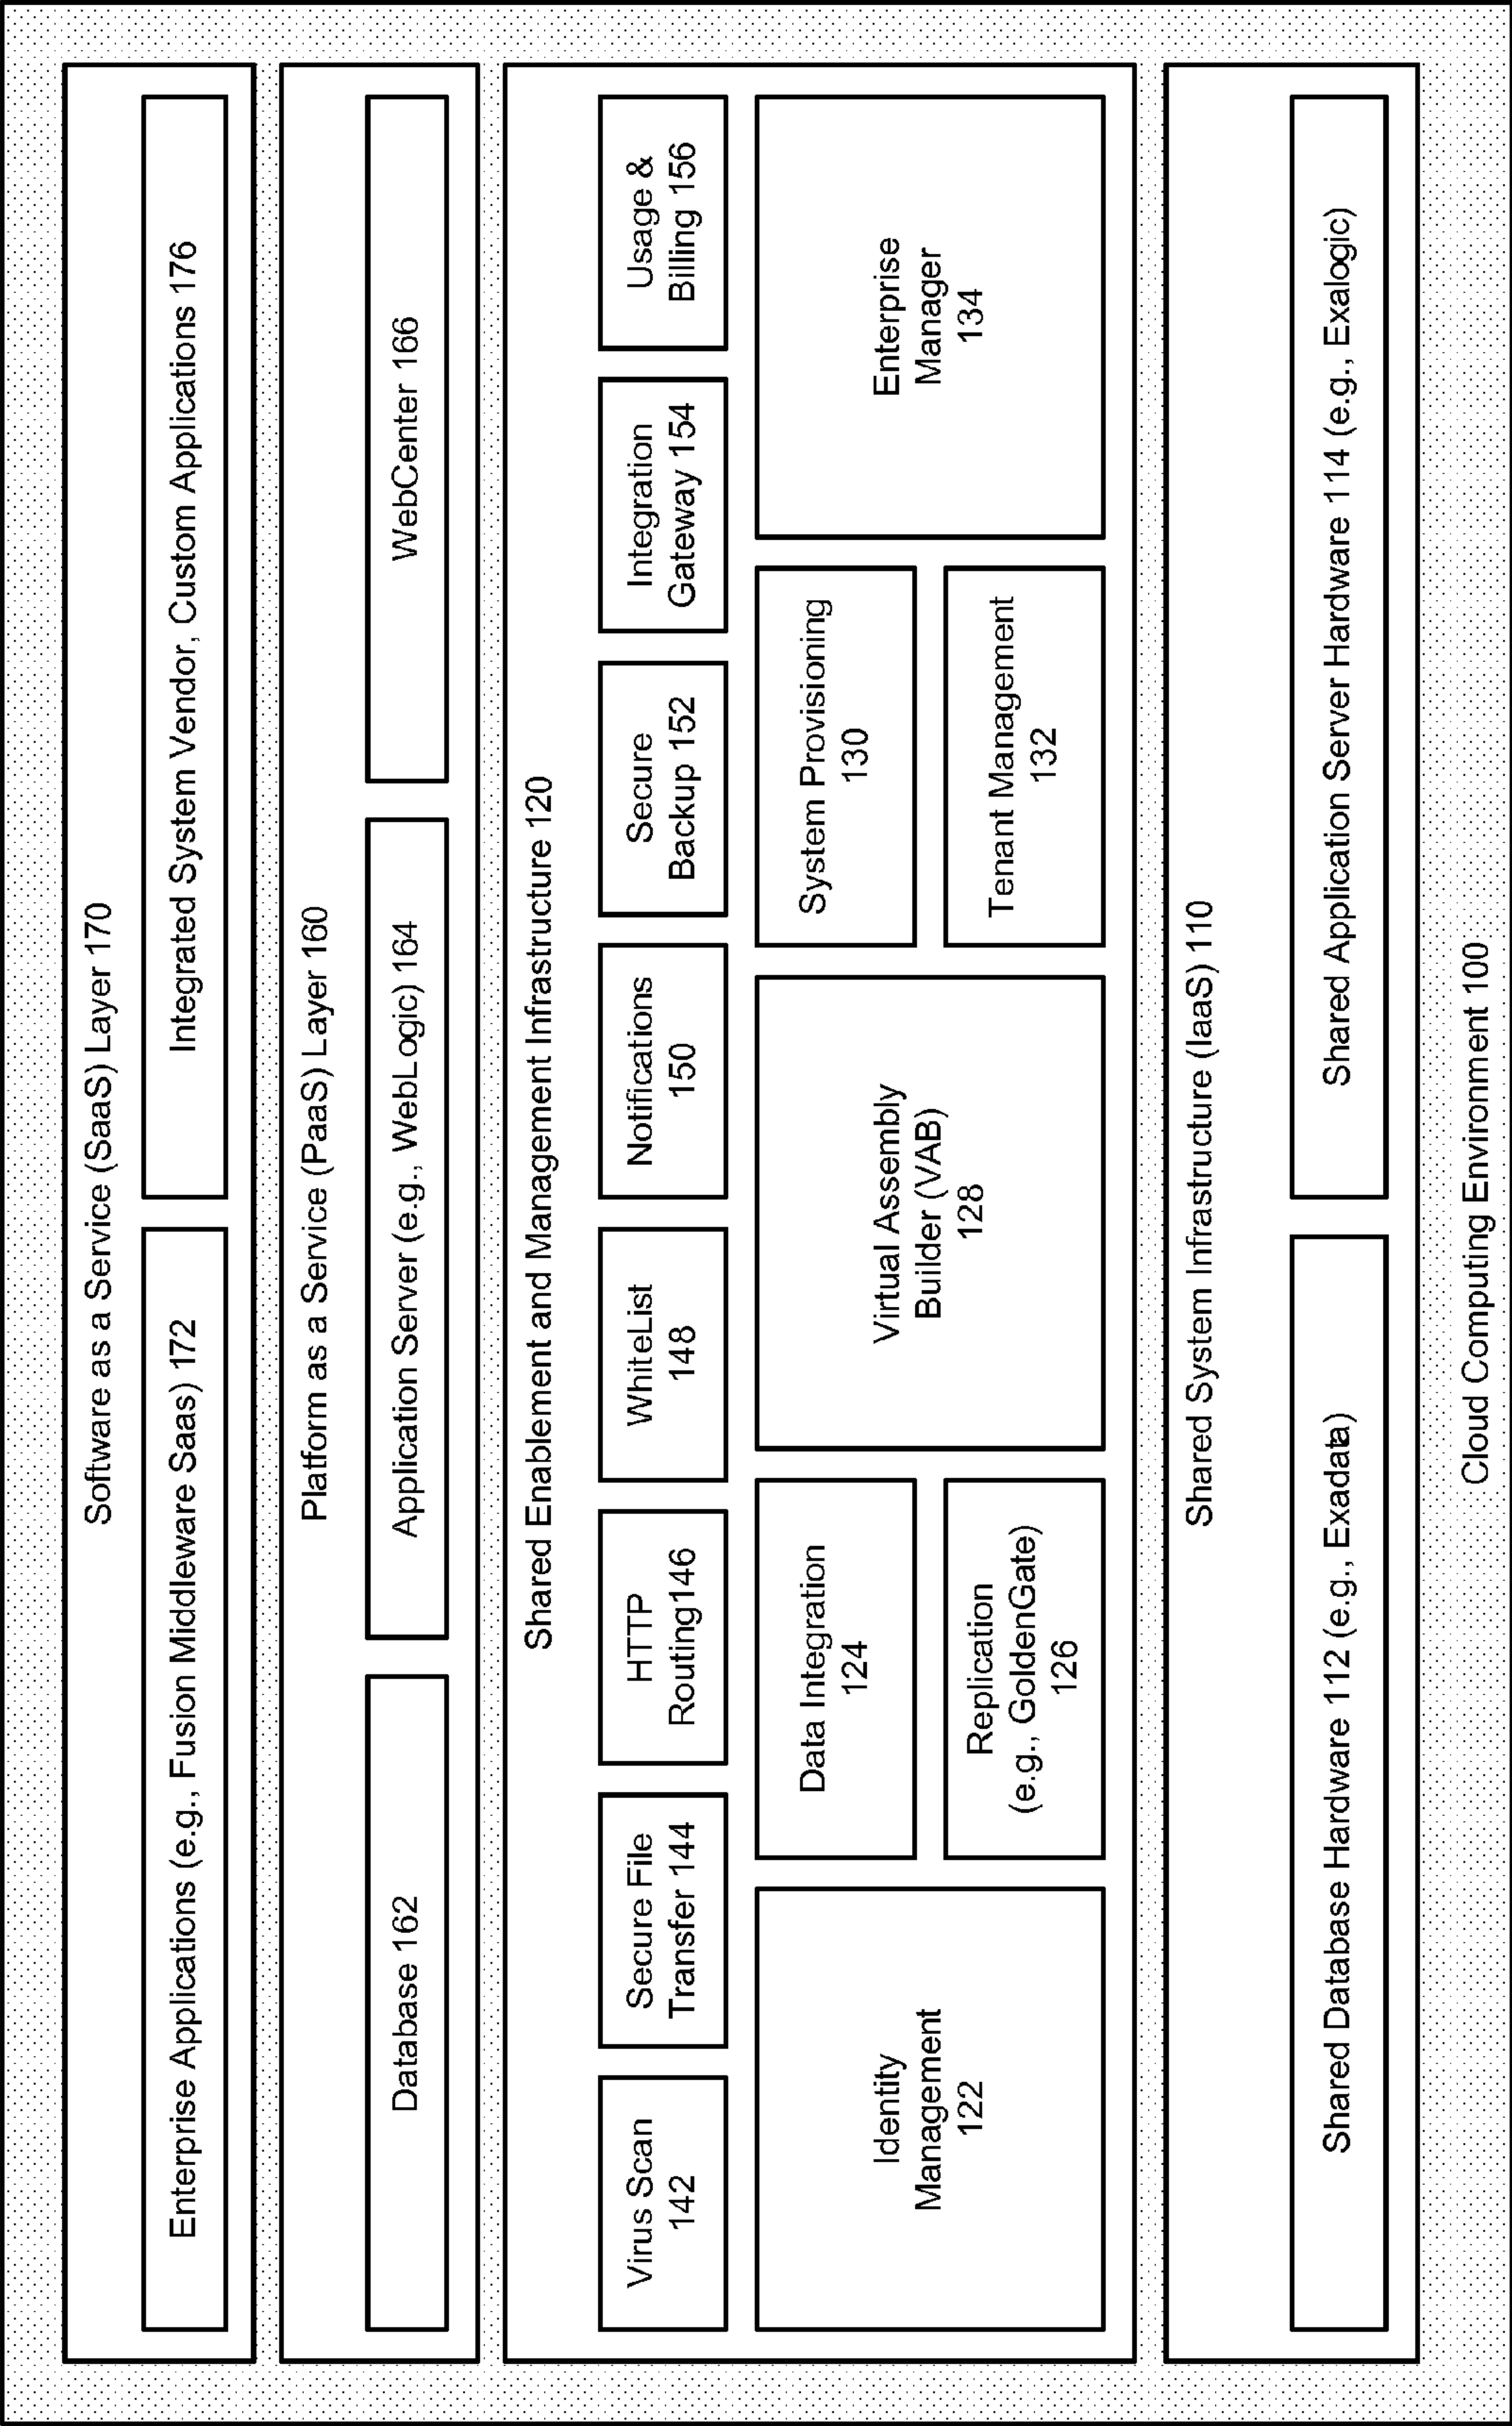 Software as a Service (SaaS) Layer 170
Enterprise Applications (e.g., Fusion Middleware Saas) 172
Integrated System Vendor, Custom Applications 176
Platform as a Service (PaaS) Layer 160
Database 162
Application Server (e.g., WebLogic) 164
WebCenter 166
Shared Enablement and Management Infrastructure 120
Virus Scan
142
Secure File
Transfer 144
HTTP
Routing146
WhiteList
148
Notifications
150
Secure
Backup 152
Integration
Gateway 154
Usage &
Billing 156
Identity
Management
122
Data Integration
124
Replication
(e.g., GoldenGate)
126
Virtual Assembly
Builder (VAB)
128
System Provisioning
130
Tenant Management
132
Enterprise
Manager
134
Shared System Infrastructure (IaaS) 110
Shared Database Hardware 112 (e.g., Exadata)
Shared Application Server Hardware 114 (e.g., Exalogic)
Cloud Computing Environment 100